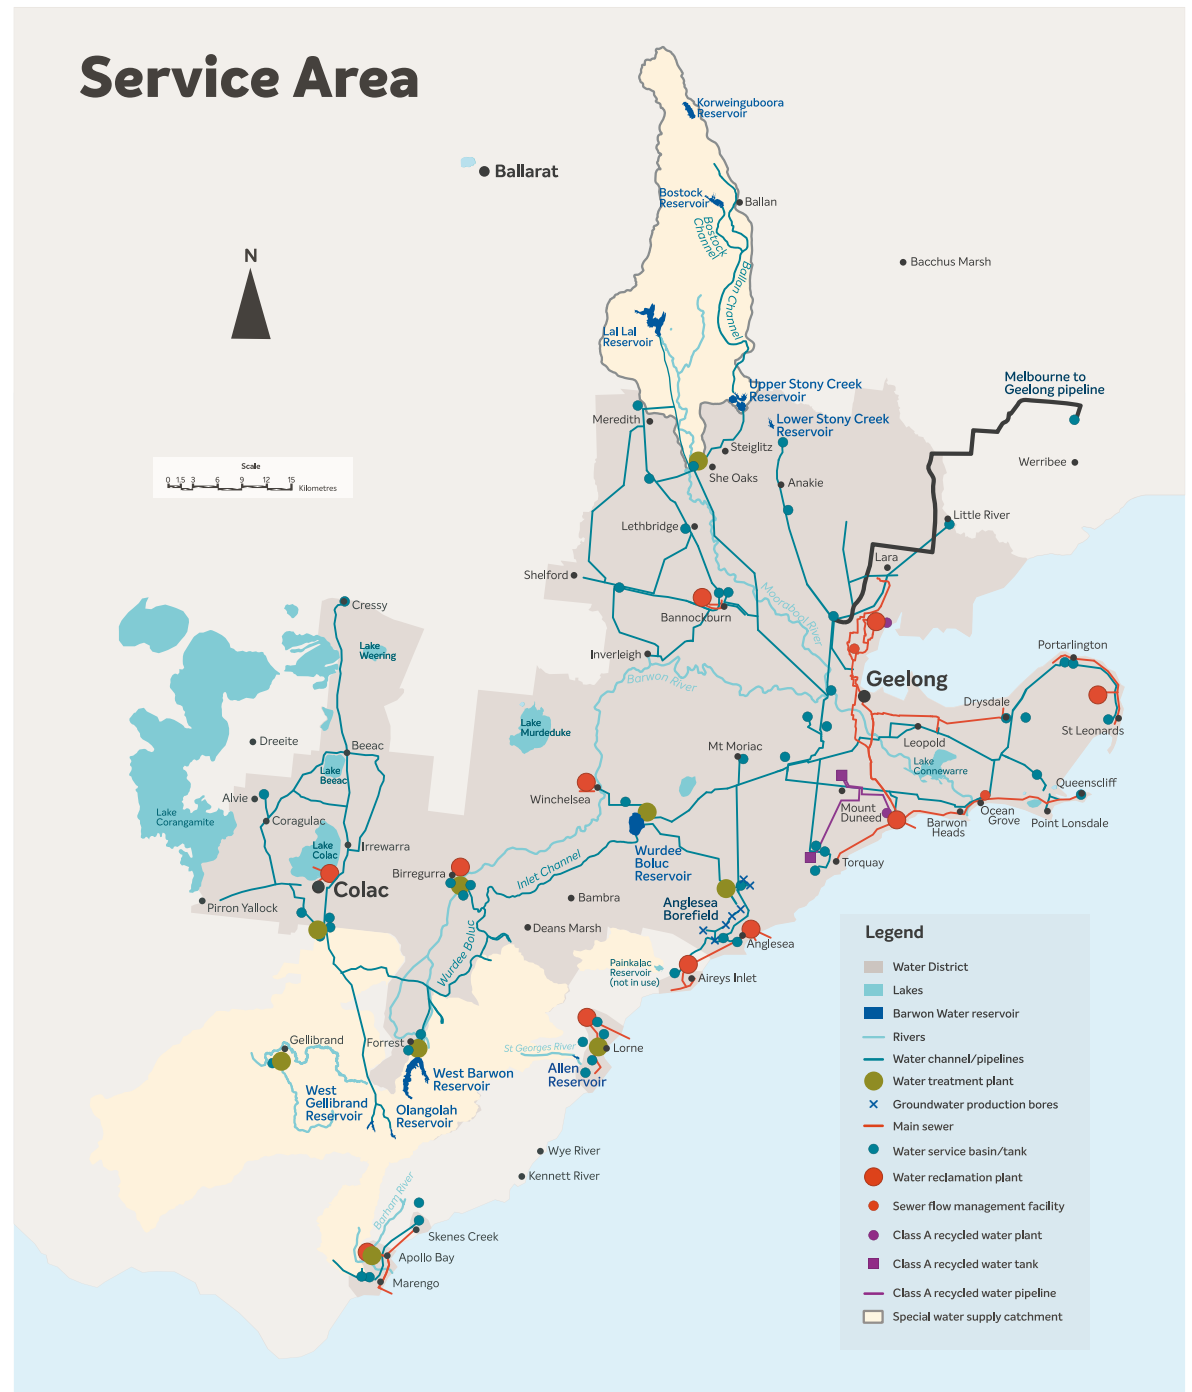 Service Area
Korweinguboora
Reservoir
Ballarat
Bostock
Reservoir
Ballan
Bostock
Channel
N
Bacchus Marsh
Ballan Channel
Lal Lal
Reservoir
Melbourne to
Geelong pipeline
Upper Stony Creek
Reservoir
Meredith
Lower Stony Creek
Reservoir
Steiglitz
Scale
0 1.5 3 6 9 12 15
Kilometres
Werribee
She Oaks
Anakie
Little River
Lethbridge
Lara
Shelford
Moorabool River
Cressy
Bannockburn
Lake
Weering
Inverleigh
Portarlington
Barwon River
Geelong
Drysdale
Lake
Murdeduke
St Leonards
Dreeite
Beeac
Mt Moriac
Leopold
Lake
Connewarre
Lake
Beeac
Queenscliff
Alvie
Winchelsea
Mount
Duneed
Ocean
Grove
Lake
Corangamite
Coragulac
Barwon
Heads
Point Lonsdale
Lake
Colac
Irrewarra
Wurdee
Boluc
Reservoir
Torquay
Inlet Channel
Birregurra
Colac
Bambra
Anglesea
Borefield
Pirron Yallock
Deans Marsh
Wurdee Boluc
Anglesea
Painkalac
Reservoir
(not in use)
Aireys Inlet
Gellibrand
Forrest
St Georges River
Lorne
Allen
Reservoir
West Barwon
Reservoir
West
Gellibrand
Reservoir
Olangolah
Reservoir
Wye River
Kennett River
Barham River
Skenes Creek
Apollo Bay
Marengo
Legend
Water District
Lakes
Barwon Water reservoir
Rivers
Water channel/pipelines
Water treatment plant
Groundwater production bores
Main sewer
Water service basin/tank
Water reclamation plant
Sewer flow management facility
Class A recycled water plant
Class A recycled water tank
Class A recycled water pipeline
Special water supply catchment